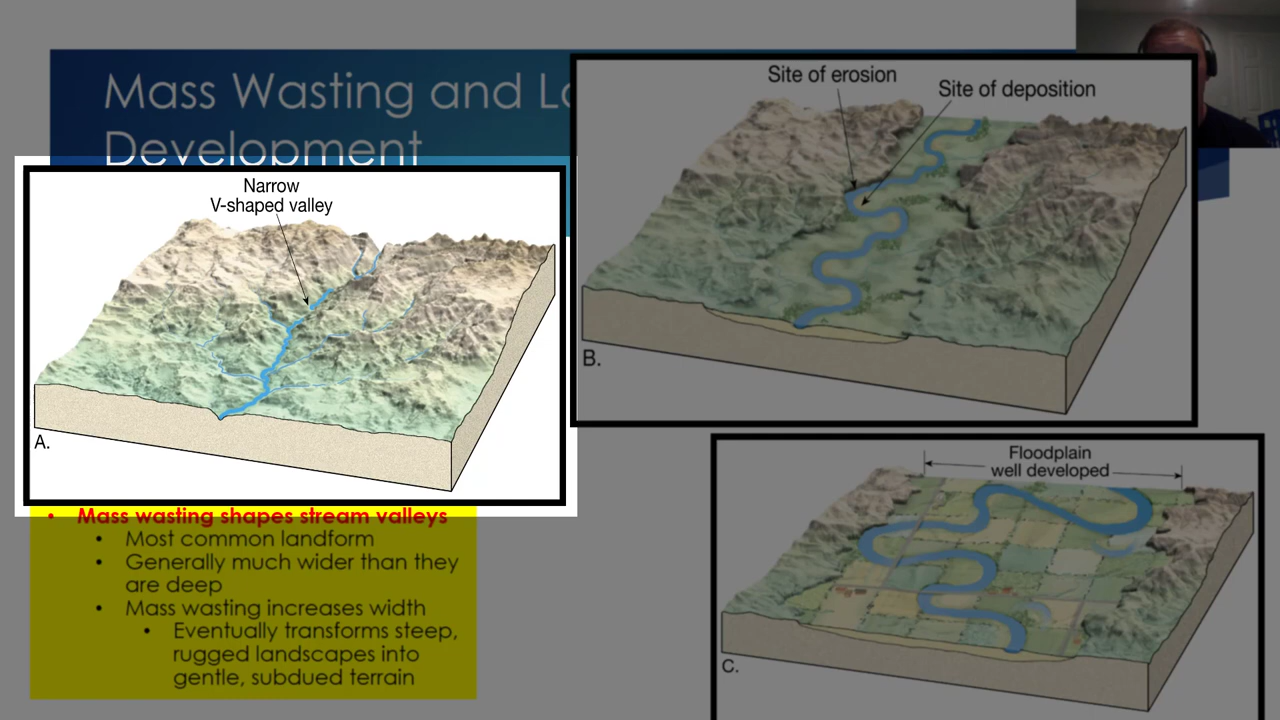 Mass Wasting and
Development
Narrow
V-shaped valley
A.
Site of erosion
Site of deposition
B.
Floodplain
well developed
C.
• Mass wasting shapes stream valleys
• Most common landform
• Generally much wider than they
are deep
• Mass wasting increases width
• Eventually transforms steep,
rugged landscapes into
gentle, subdued terrain